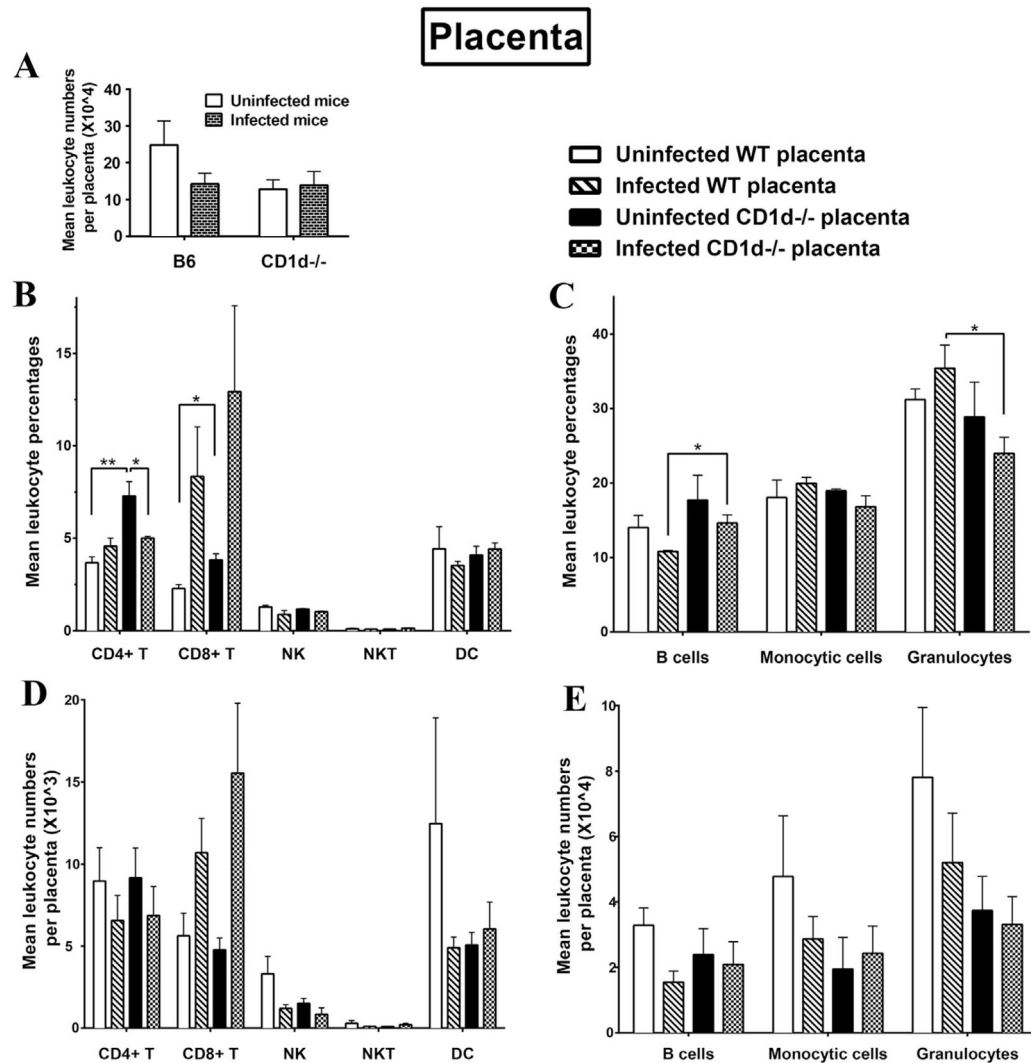 Placenta
A
Mean leukocyte numbers
per placenta (X10^4)
40
30
20
10
0
Uninfected mice
Infected mice
B6
CD1d-/-
Uninfected WT placenta
Infected WT placenta
Uninfected CD1d-/- placenta
Infected CD1d-/- placenta
B
Mean leukocyte percentages
15
10
5
0
**
*
*
CD4+ T
CD8+ T
NK
NKT
DC
C
Mean leukocyte percentages
40
30
20
10
0
*
*
B cells
Monocytic cells
Granulocytes
D
Mean leukocyte numbers
per placenta (X10^3)
20
15
10
5
0
CD4+ T
CD8+ T
NK
NKT
DC
E
Mean leukocyte numbers
per placenta (X10^4)
10
8
6
4
2
0
B cells
Monocytic cells
Granulocytes